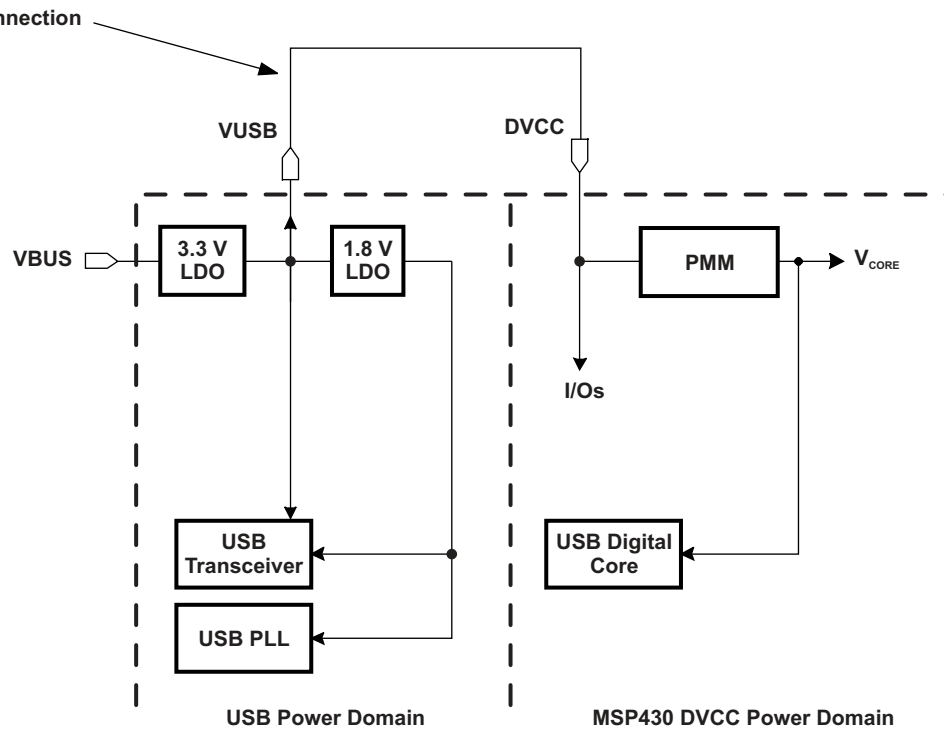 nnection
VUSB
DVCC
VBUS
3.3 V
LDO
1.8 V
LDO
PMM
VCORE
I/Os
USB
Transceiver
USB Digital
Core
USB PLL
USB Power Domain
MSP430 DVCC Power Domain